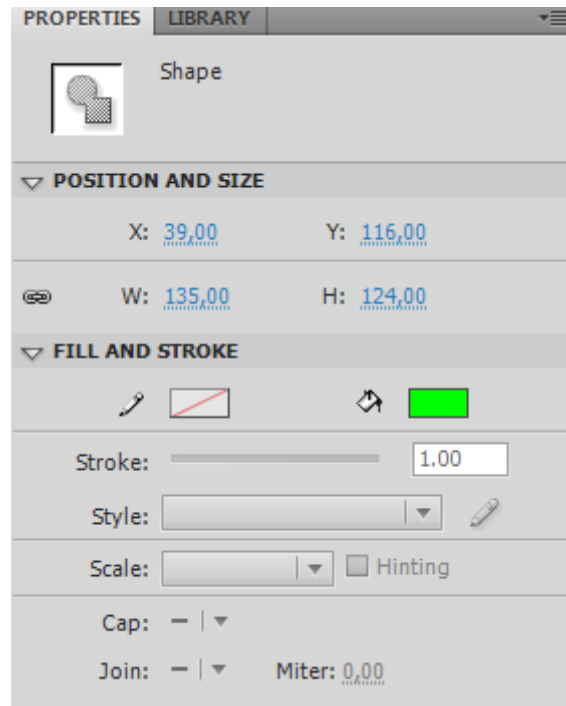 PROPERTIES LIBRARY
Shape
POSITION AND SIZE
X: 39,00 Y: 116,00
W: 135,00 H: 124,00
FILL AND STROKE
Stroke: 1.00
Style:
Scale: Hinting
Cap:
Join: Miter: 0,00